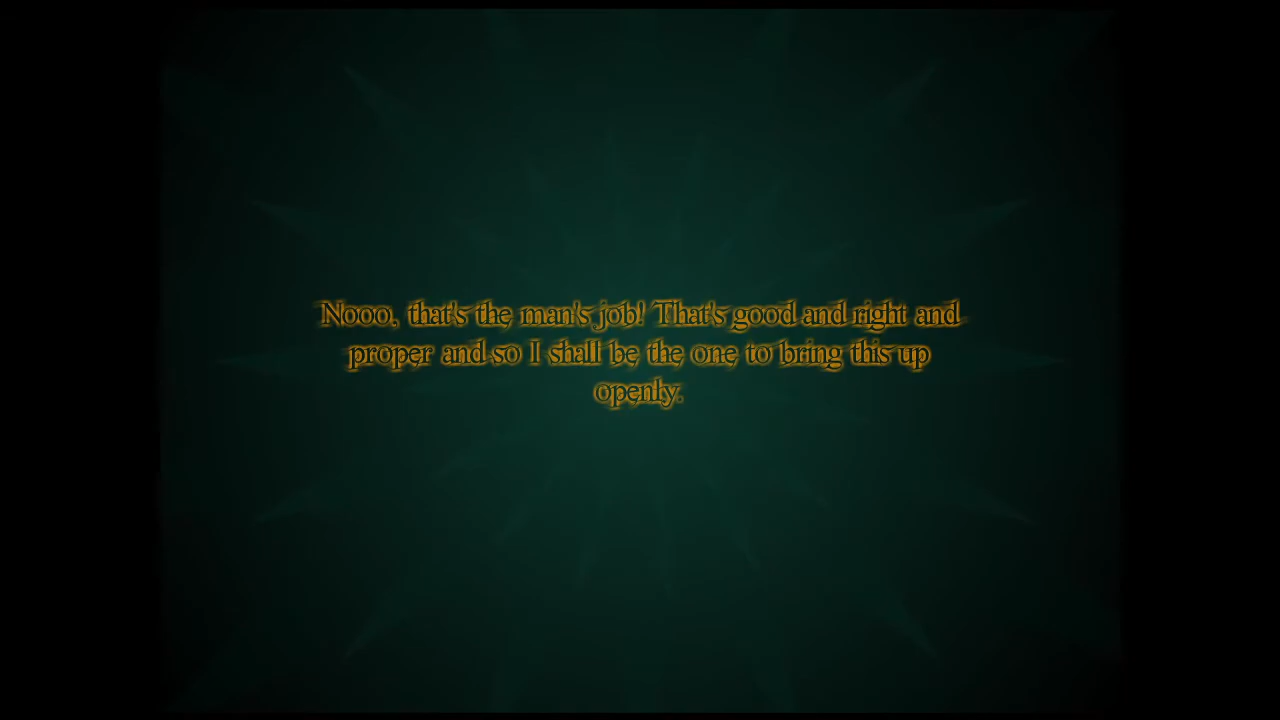 Nooo, that's the man's job! That's good and right and
proper and so I shall be the one to bring this up
openly.